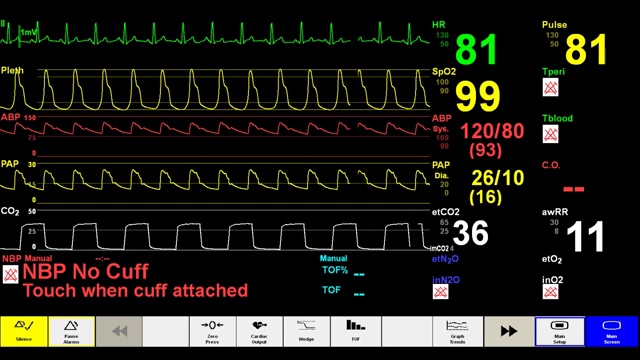 II
1mV
HR
130
50
81
Pulse
130
50
81
Pleth
SpO2
100
90
99
Tperi
ABP 150
75
0
ABP
Sys.
160
90
120/80
(93)
Tblood
PAP 30
15
0
PAP
Dia.
20
0
26/10
(16)
C.O.
--
CO2 50
25
0
etCO2
65
25
36
imCO2 4
awRR
30
8
11
NBP Manual --:--
NBP No Cuff
Touch when cuff attached
Manual
TOF% --
TOF --
etN2O
inN2O
etO2
inO2
Silence
Pause Alarms
Zero Press
Cardiac Output
Wedge
TOF
Graph Trends
Main Setup
Main Screen